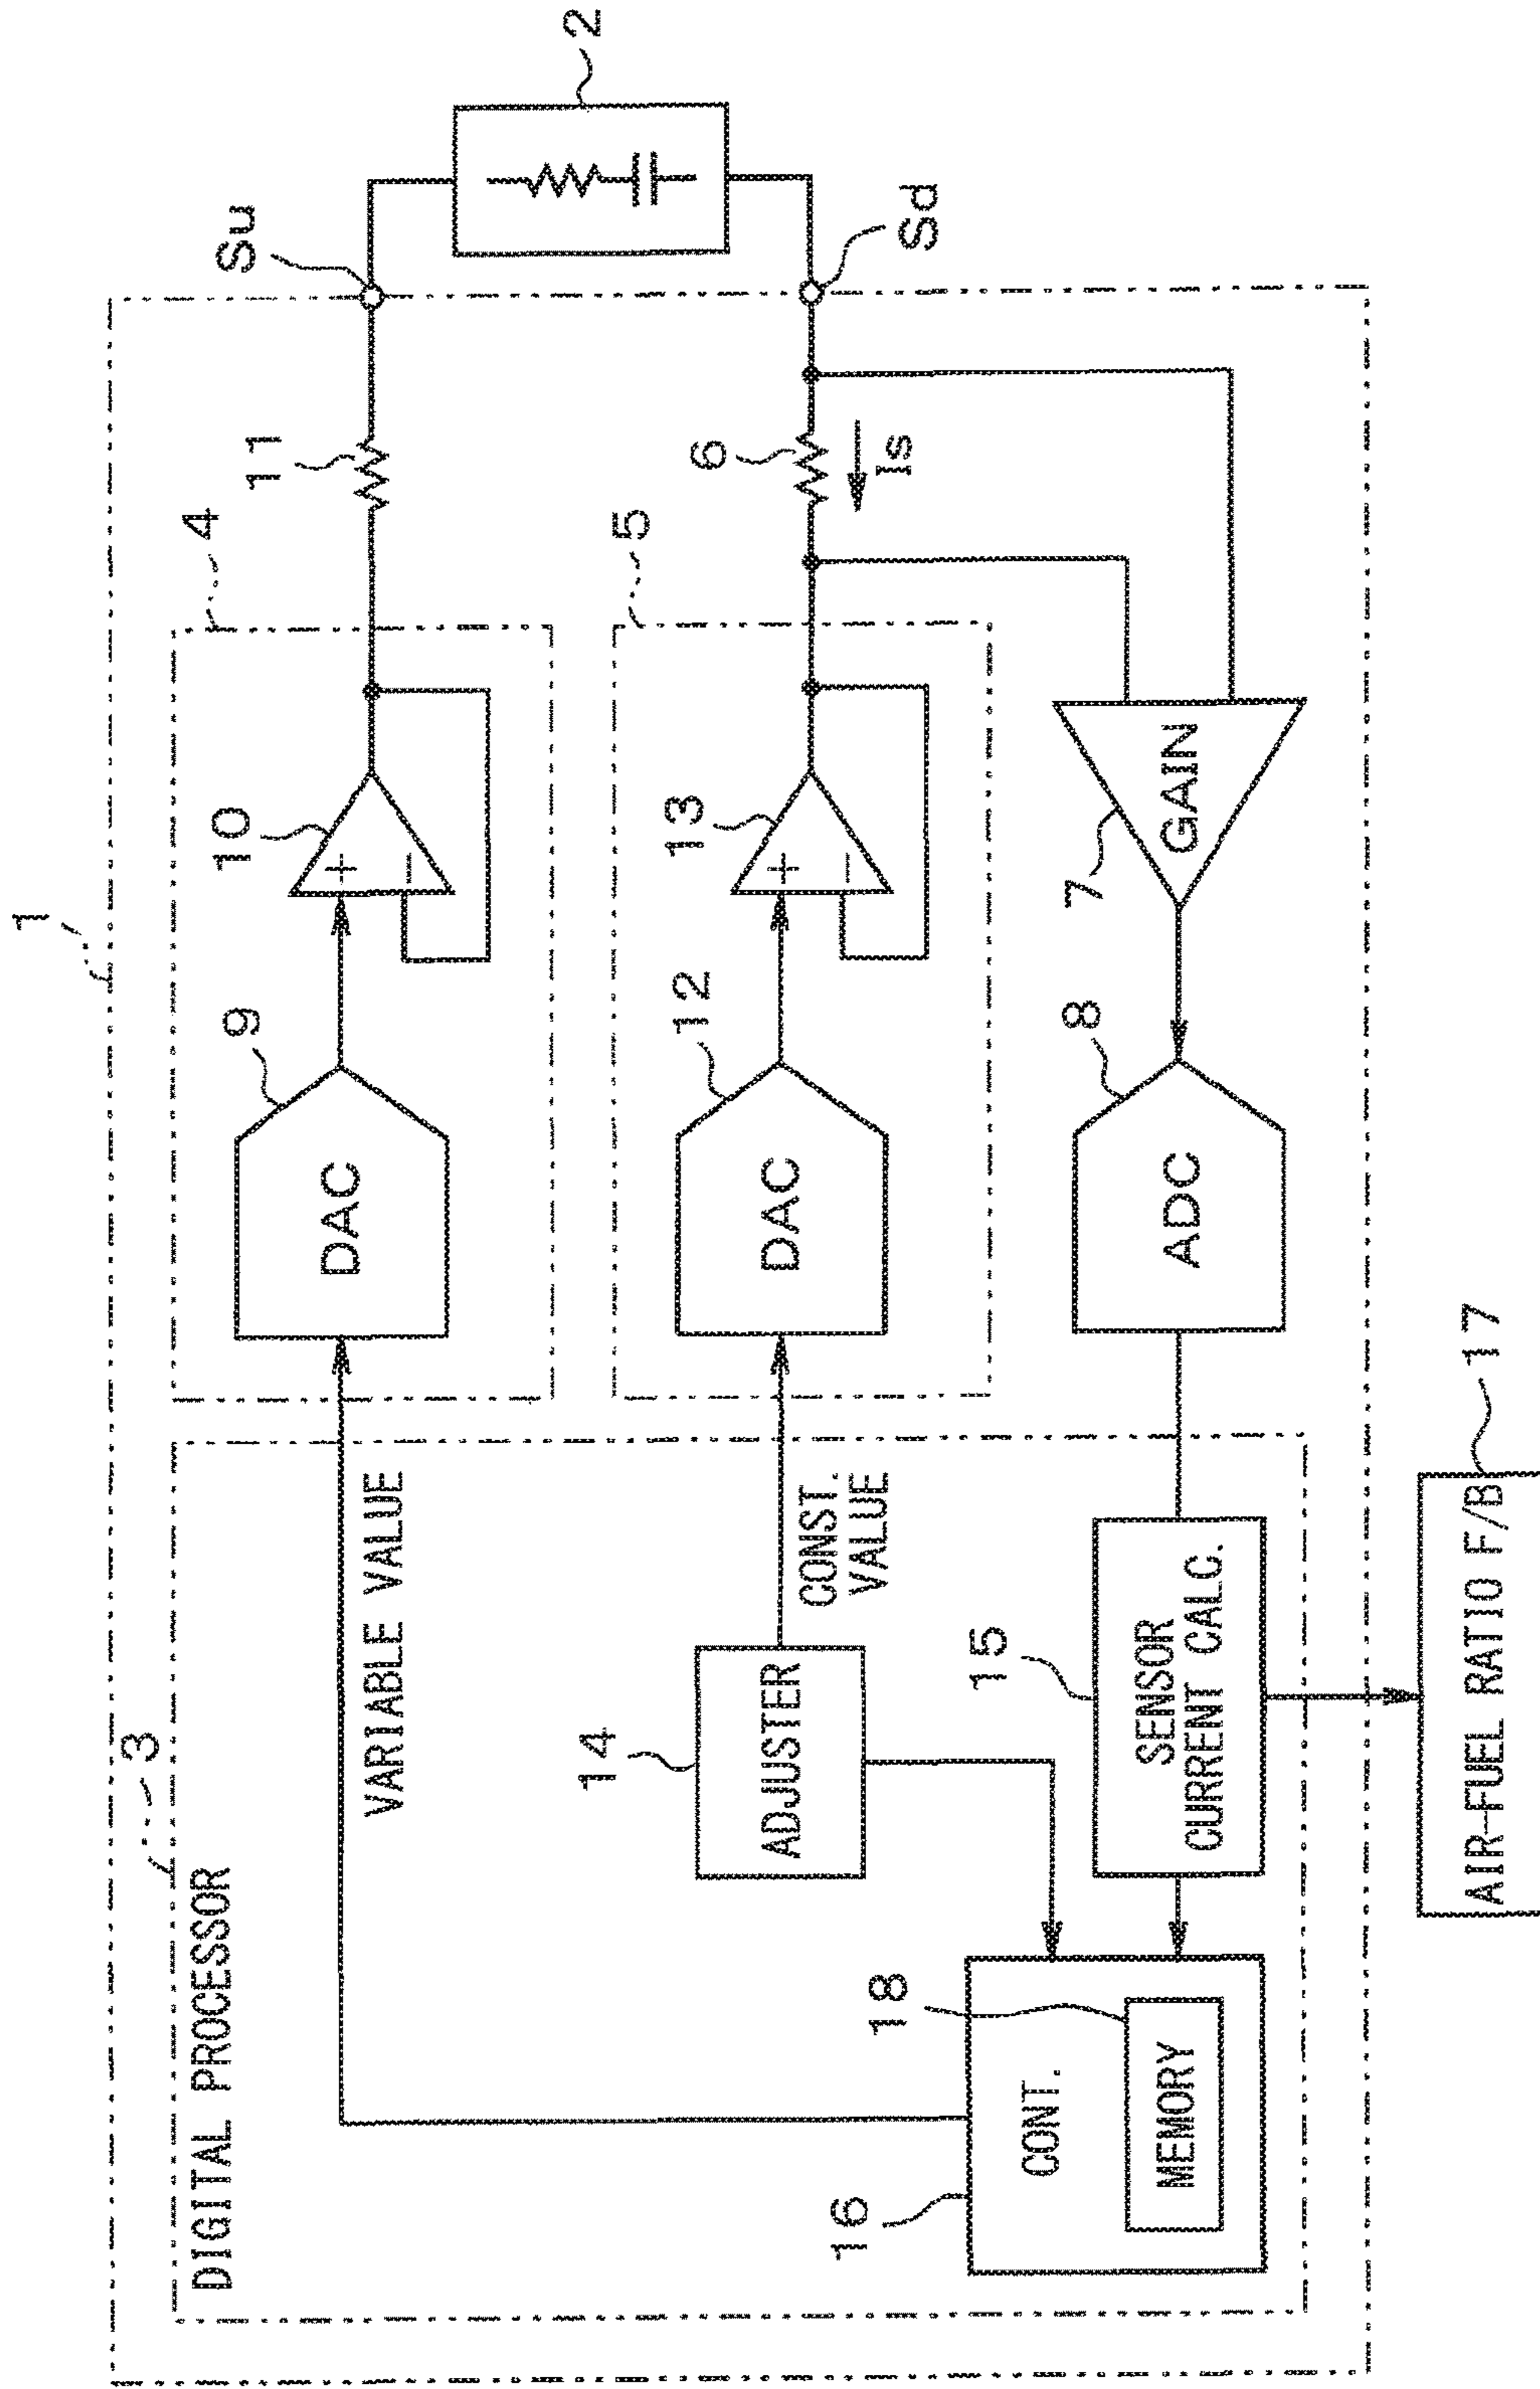 1
3
DIGITAL PROCESSOR
VARIABLE VALUE
9
DAC
10
+
−
4
11
Su
2
14
ADJUSTER
CONST.
VALUE
12
DAC
13
+
−
5
6
Is
Sd
16
CONT.
18
MEMORY
15
SENSOR
CURRENT CALC.
8
ADC
7
GAIN
AIR-FUEL RATIO F/B
17